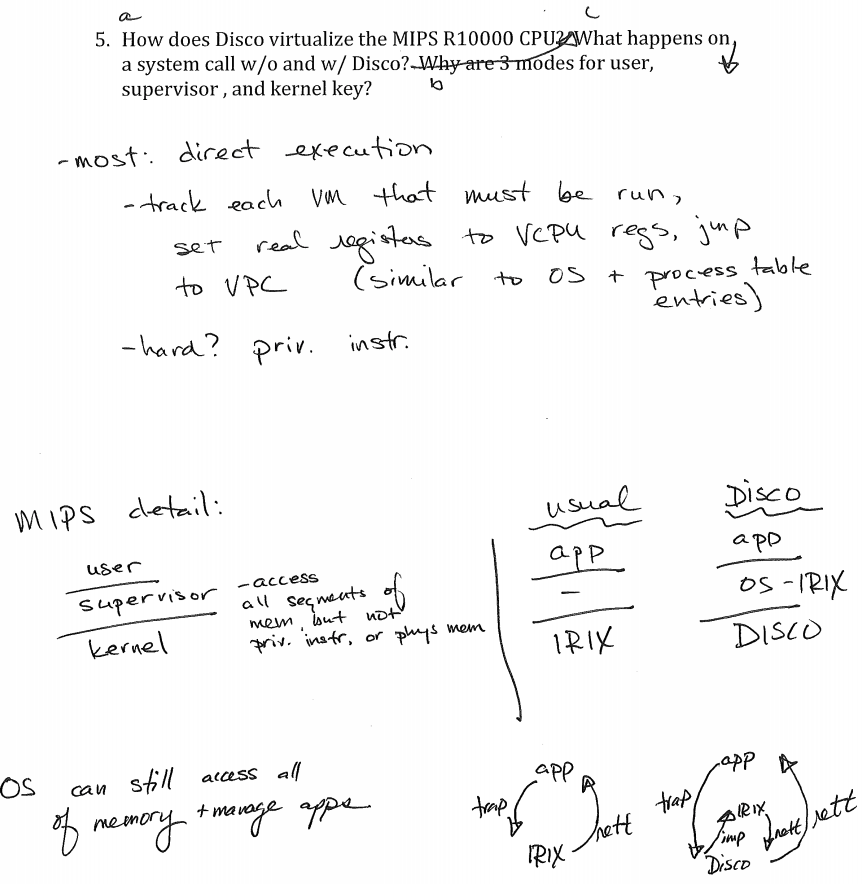 a c
5. How does Disco virtualize the MIPS R10000 CPU? What happens on
a system call w/o and w/ Disco? Why are 3 modes for user,
supervisor , and kernel key?
b
-most: direct execution
-track each VM that must be run,
set real registers to VCPU regs, jmp
to VPC (similar to OS + process table
entries)
-hard? priv. instr.
MIPS detail:
user
supervisor
kernel
-access
all segments of
mem, but not
priv. instr, or phys mem
usual
app
-
IRIX
Disco
app
OS-IRIX
DISCO
OS can still access all
of memory + manage apps
app
trap
rett
IRIX
app
trap
IRIX
jmp
rett
rett
Disco